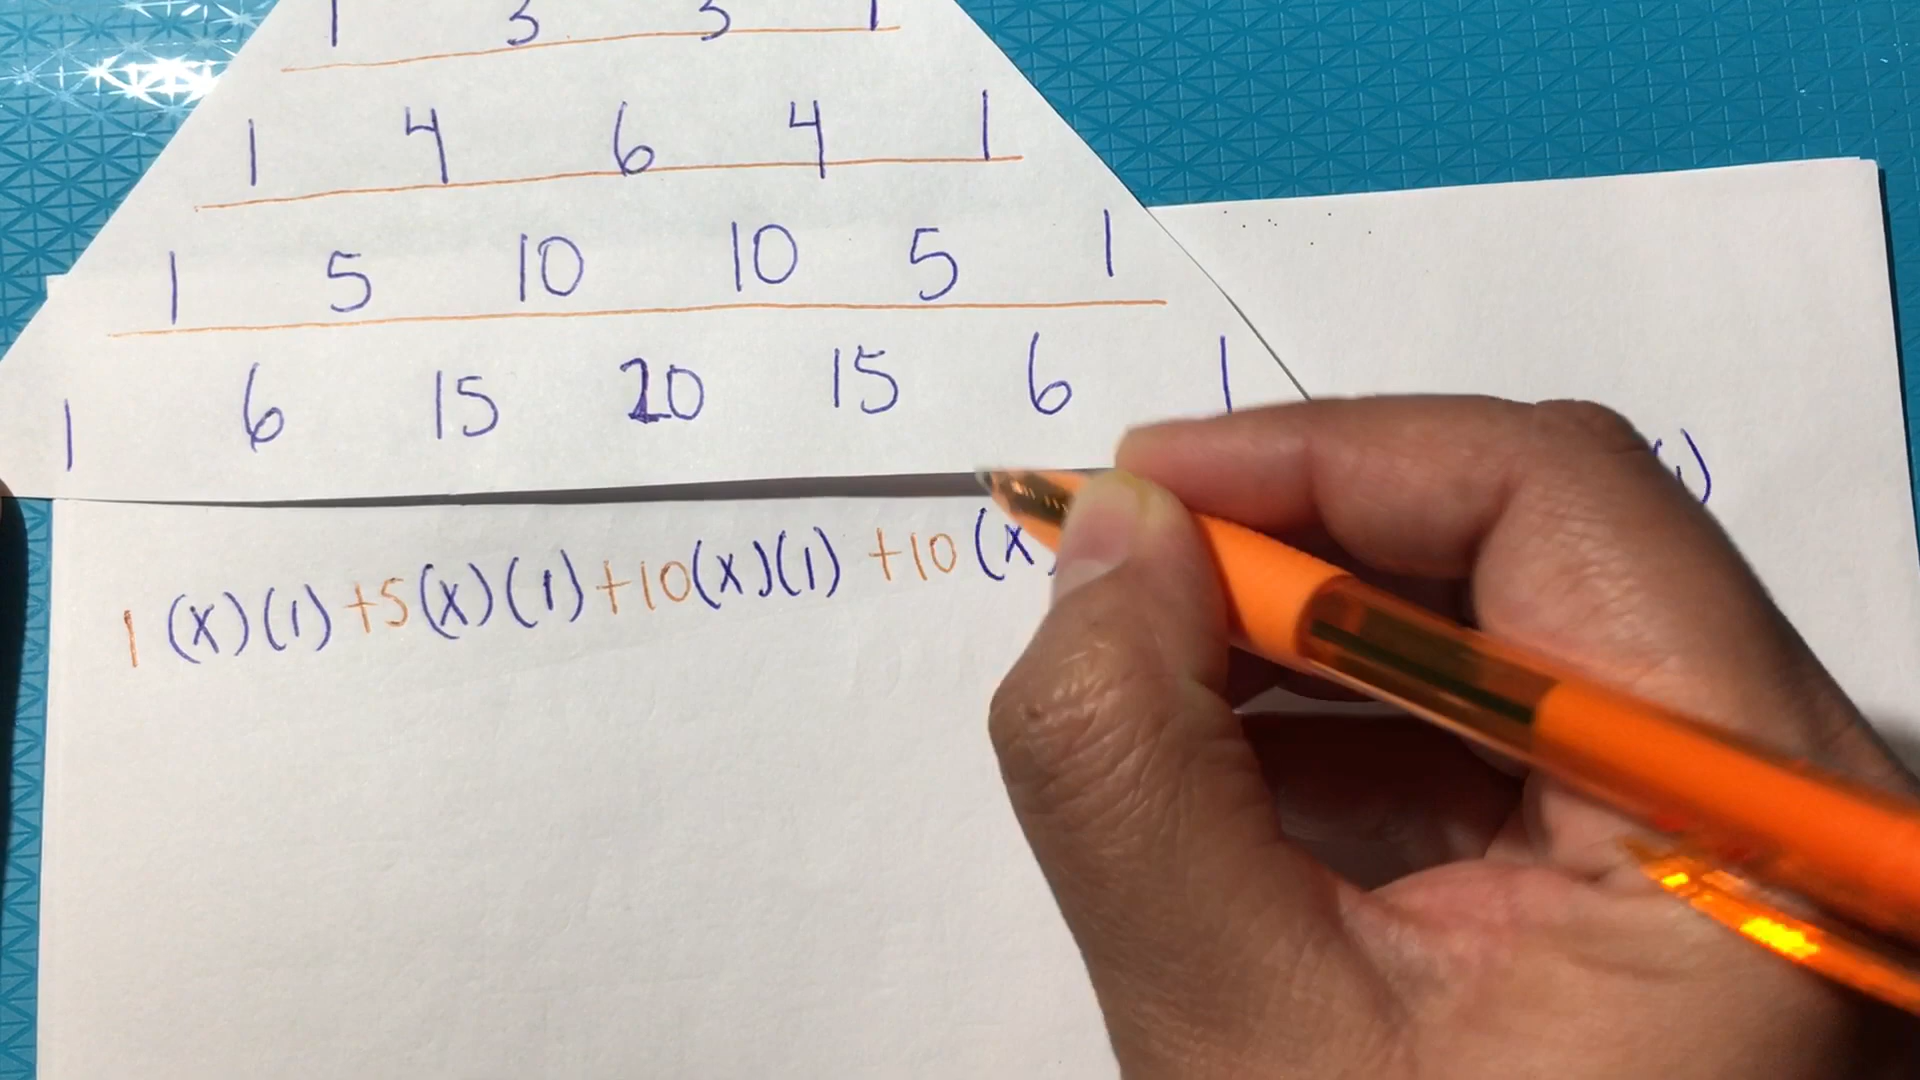 1 3 3 1
1 4 6 4 1
1 5 10 10 5 1
1 6 15 20 15 6 1
1 (x)(1) +5(x)(1)+10(x)(1) +10 (x)